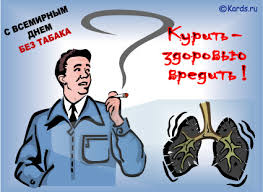 ©Kards.ru
С ВСЕМИРНЫМ
ДНЕМ
БЕЗ ТАБАКА
Курить –
здоровью
вредить!